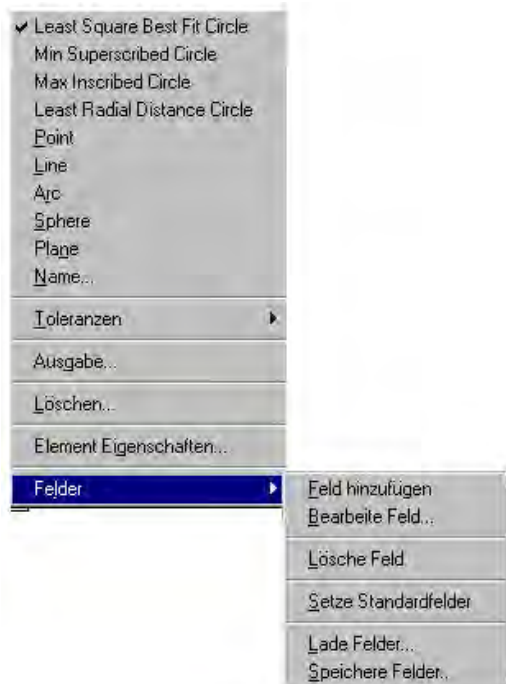 Least Square Best Fit Circle
Min Superscribed Circle
Max Inscribed Circle
Least Radial Distance Circle
Point
Line
Arc
Sphere
Plane
Name...
Toleranzen
Ausgabe...
Löschen...
Element Eigenschaften...
Felder
Feld hinzufügen
Bearbeite Feld...
Lösche Feld
Setze Standardfelder
Lade Felder...
Speichere Felder..